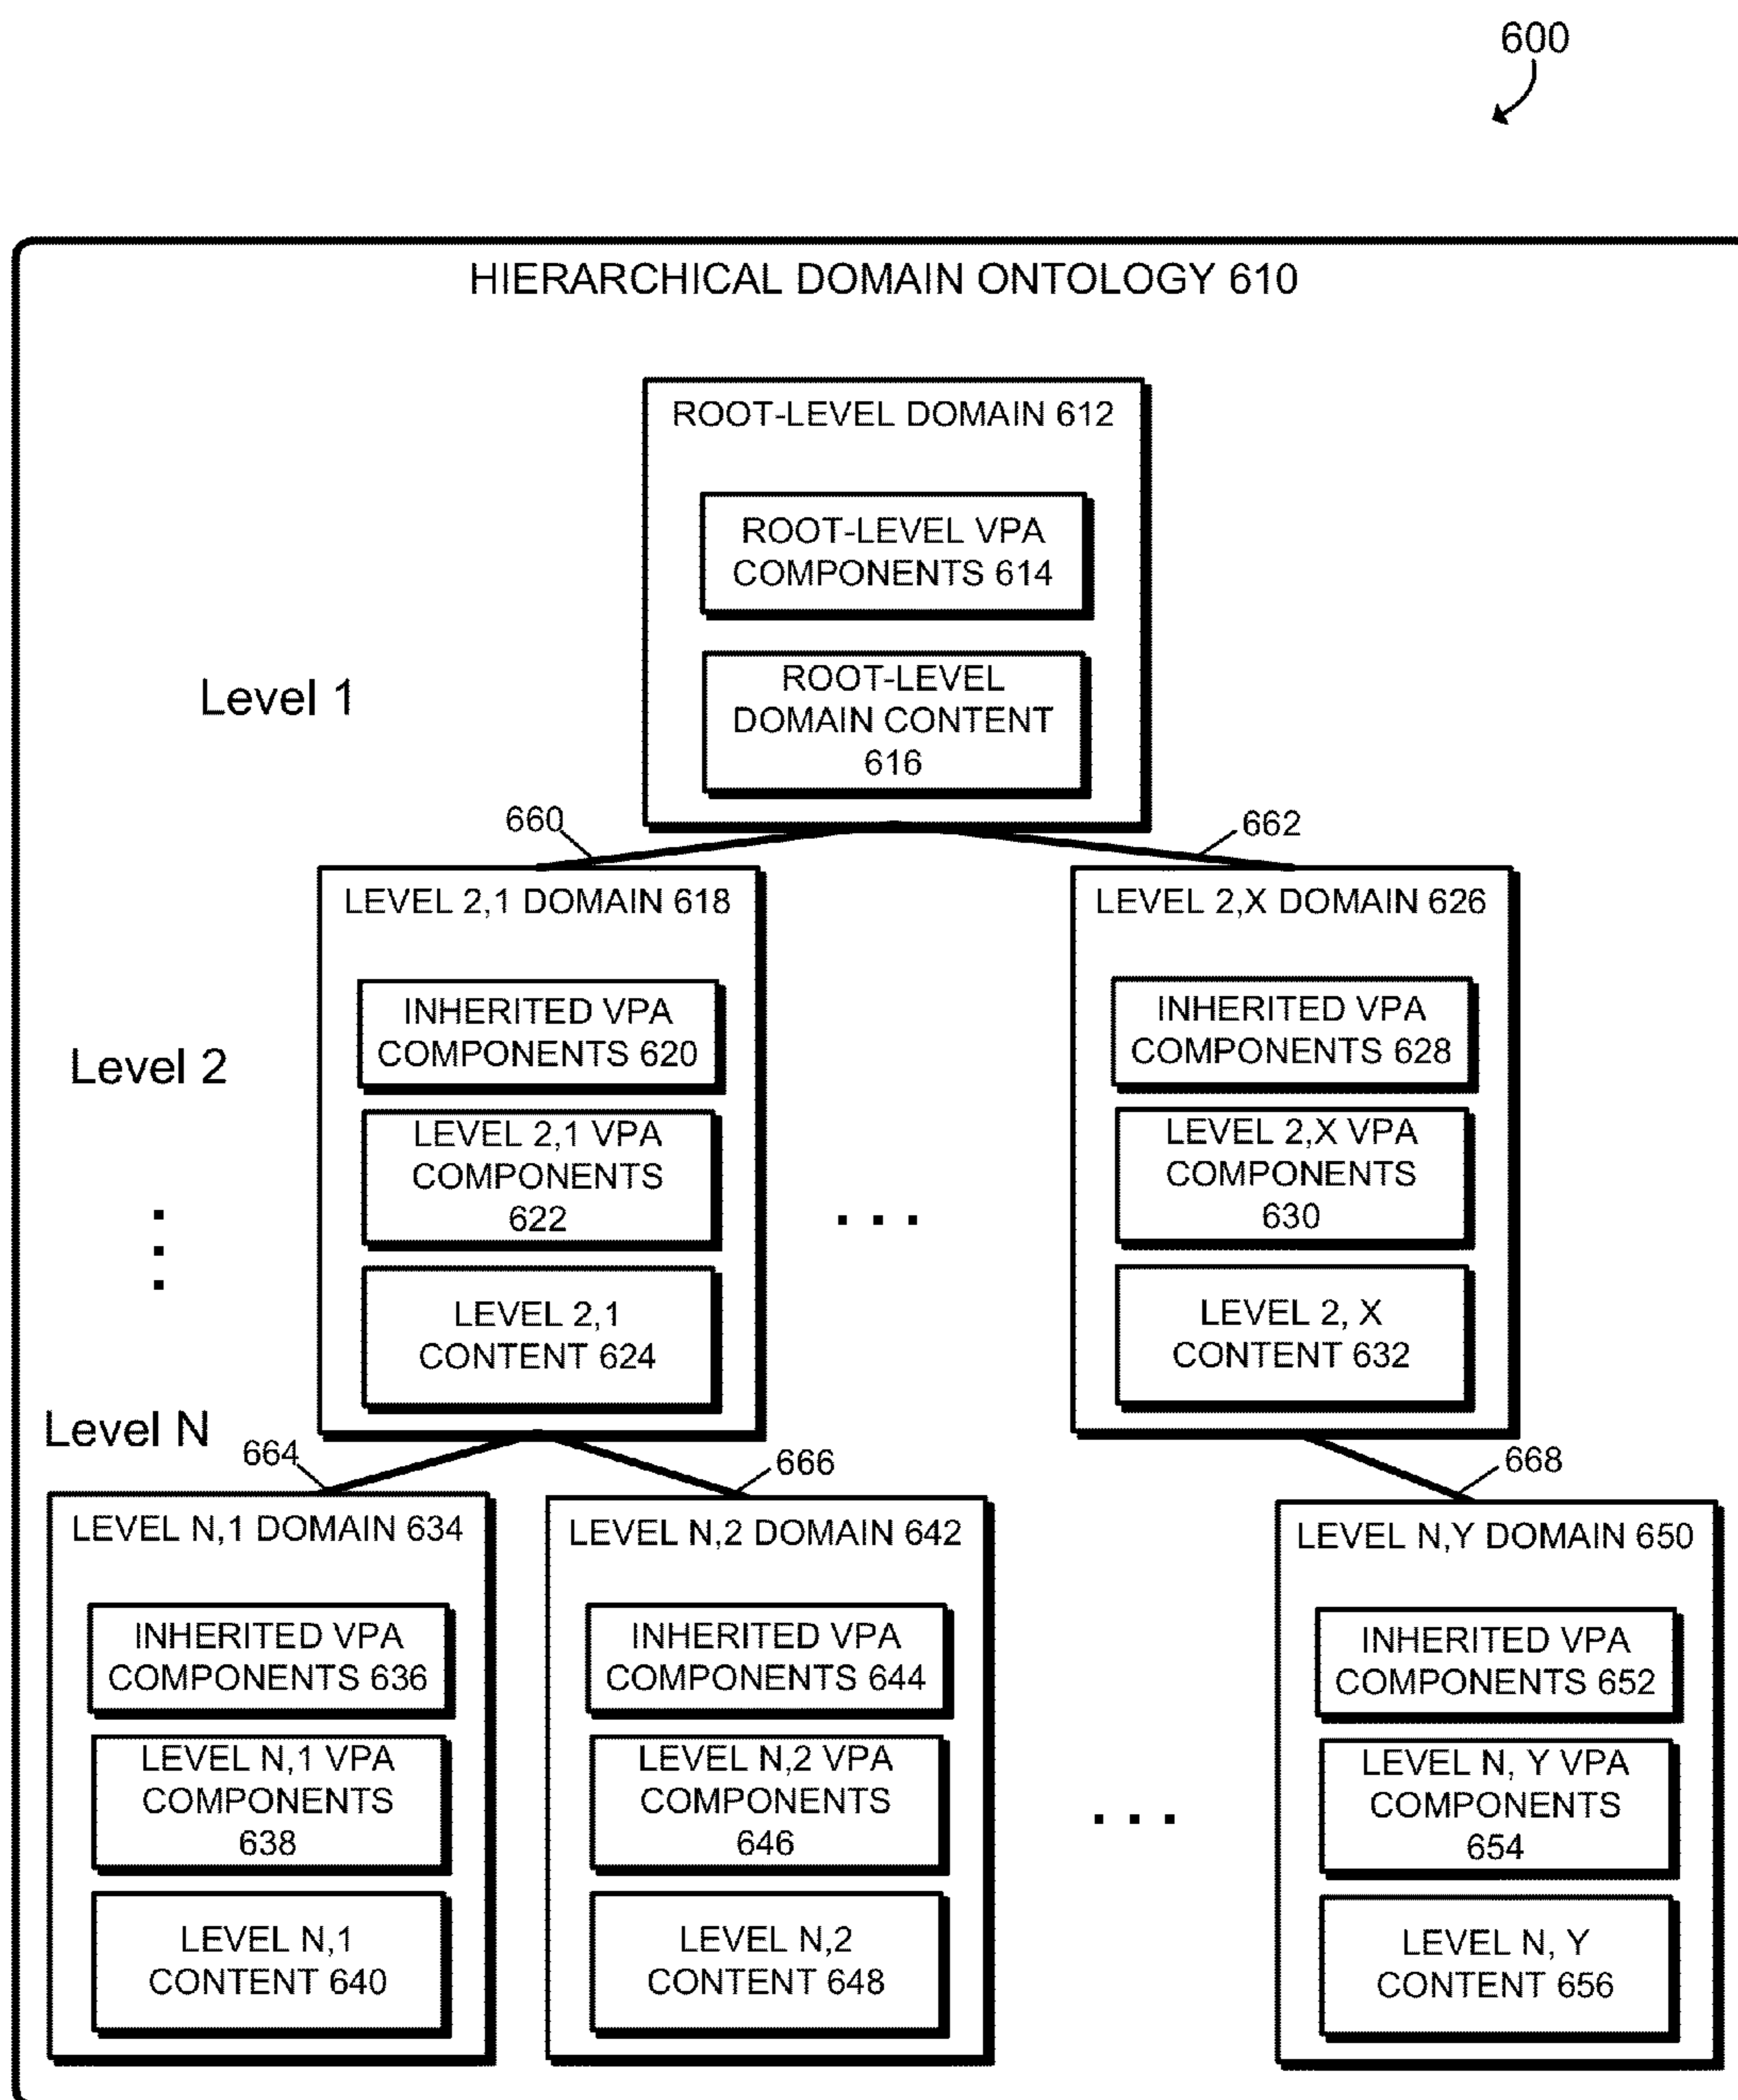 600
HIERARCHICAL DOMAIN ONTOLOGY 610
ROOT-LEVEL DOMAIN 612
ROOT-LEVEL VPA
COMPONENTS 614
ROOT-LEVEL
DOMAIN CONTENT
616
Level 1
660
662
LEVEL 2,1 DOMAIN 618
INHERITED VPA
COMPONENTS 620
LEVEL 2,1 VPA
COMPONENTS
622
LEVEL 2,1
CONTENT 624
Level 2
. . .
LEVEL 2,X DOMAIN 626
INHERITED VPA
COMPONENTS 628
LEVEL 2,X VPA
COMPONENTS
630
LEVEL 2, X
CONTENT 632
Level N
664
666
668
LEVEL N,1 DOMAIN 634
INHERITED VPA
COMPONENTS 636
LEVEL N,1 VPA
COMPONENTS
638
LEVEL N,1
CONTENT 640
LEVEL N,2 DOMAIN 642
INHERITED VPA
COMPONENTS 644
LEVEL N,2 VPA
COMPONENTS
646
LEVEL N,2
CONTENT 648
. . .
LEVEL N,Y DOMAIN 650
INHERITED VPA
COMPONENTS 652
LEVEL N, Y VPA
COMPONENTS
654
LEVEL N, Y
CONTENT 656